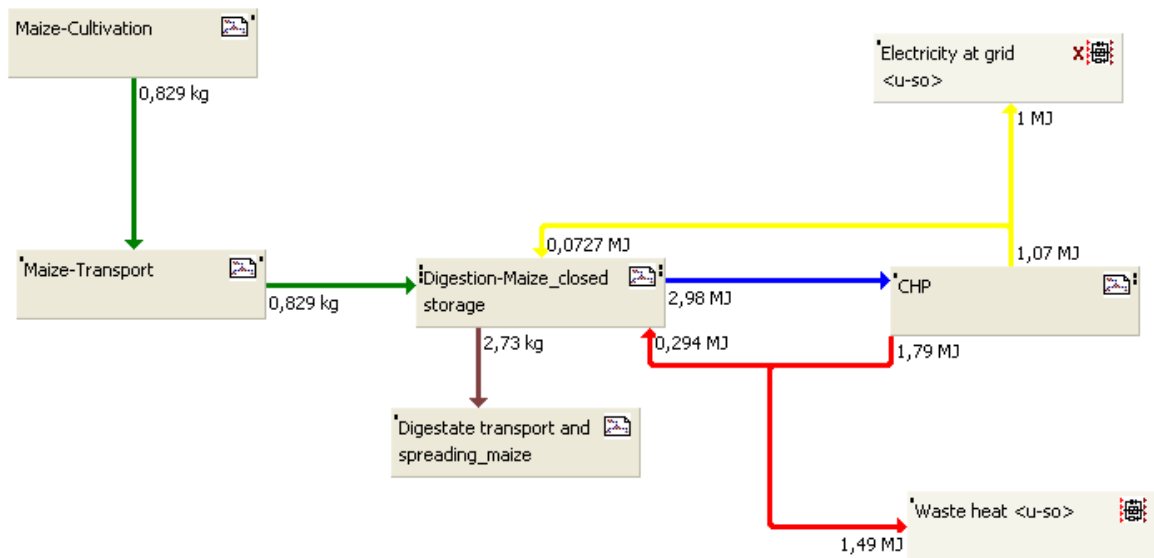 Maize-Cultivation
0,829 kg
Electricity at grid
<u-so>
X
1 MJ
Maize-Transport
0,829 kg
Digestion-Maize_closed
storage
0,0727 MJ
2,98 MJ
1,07 MJ
CHP
2,73 kg
0,294 MJ
1,79 MJ
Digestate transport and
spreading_maize
Waste heat <u-so>
1,49 MJ